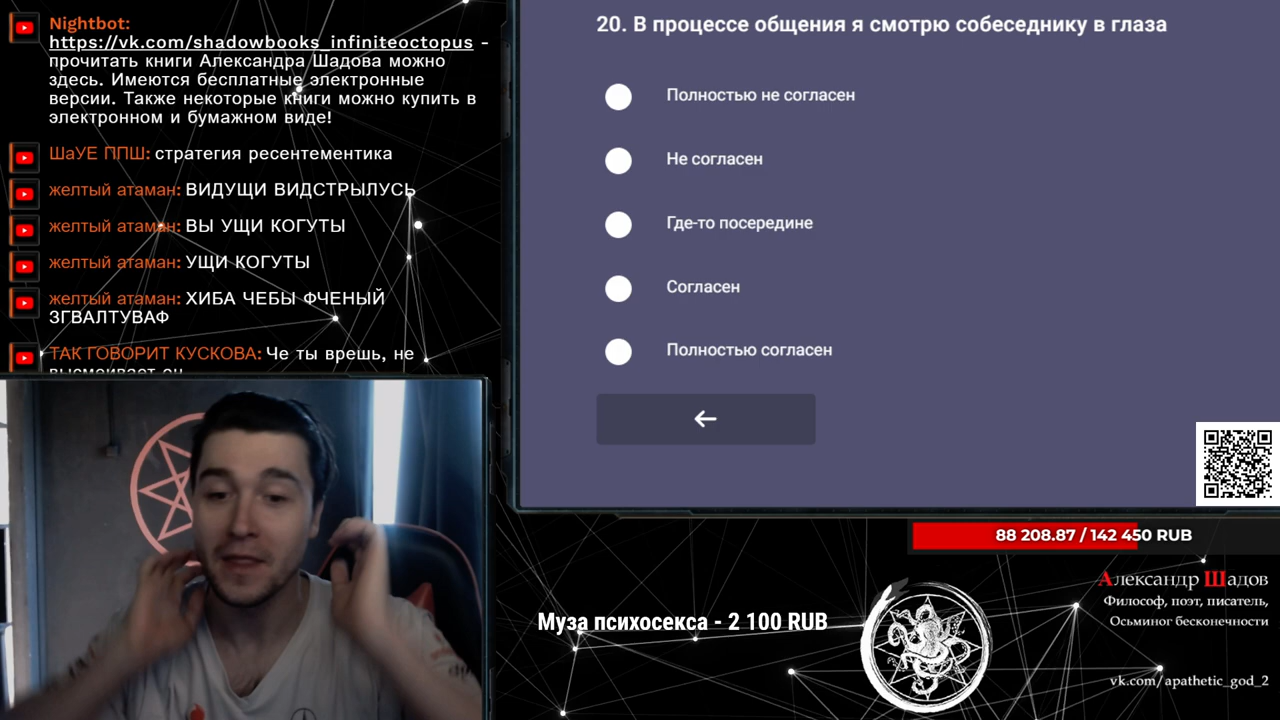 Nightbot:
https://vk.com/shadowbooks_infiniteoctopus -
прочитать книги Александра Шадова можно
здесь. Имеются бесплатные электронные
версии. Также некоторые книги можно купить в
электронном и бумажном виде!
ШаУЕ ППШ: стратегия ресентементика
желтый атаман: ВИДУЩИ ВИДСТРЫЛУСЬ
желтый атаман: ВЫ УЩИ КОГУТЫ
желтый атаман: УЩИ КОГУТЫ
желтый атаман: ХИБА ЧЕБЫ ФЧЕНЫЙ
ЗГВАЛТУВАФ
ТАК ГОВОРИТ КУСКОВА: Че ты врешь, не
20. В процессе общения я смотрю собеседнику в глаза
Полностью не согласен
Не согласен
Где-то посередине
Согласен
Полностью согласен
88 208.87 / 142 450 RUB
Муза психосекса - 2 100 RUB
Александр Шадов
Философ, поэт, писатель,
Осьминог бесконечности
vk.com/apathetic_god_2